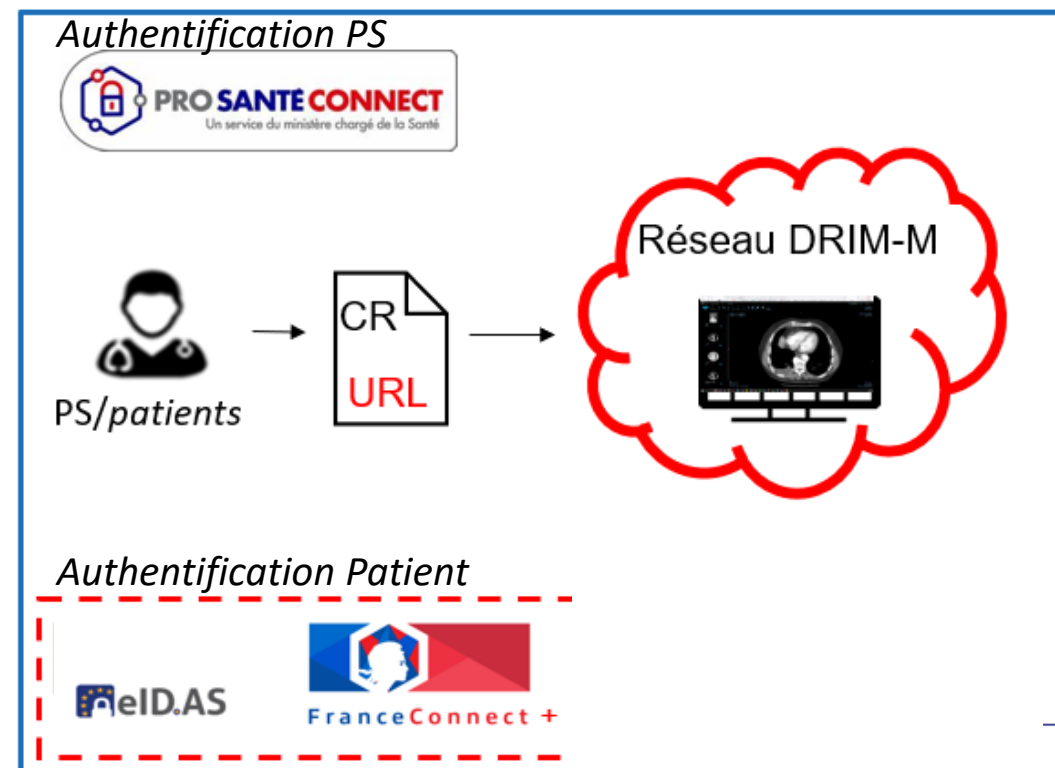 Authentification PS
PRO SANTÉ CONNECT
Un service du ministère chargé de la Santé
Réseau DRIM-M
CR
URL
PS/patients
Authentification Patient
eID.AS
FranceConnect +